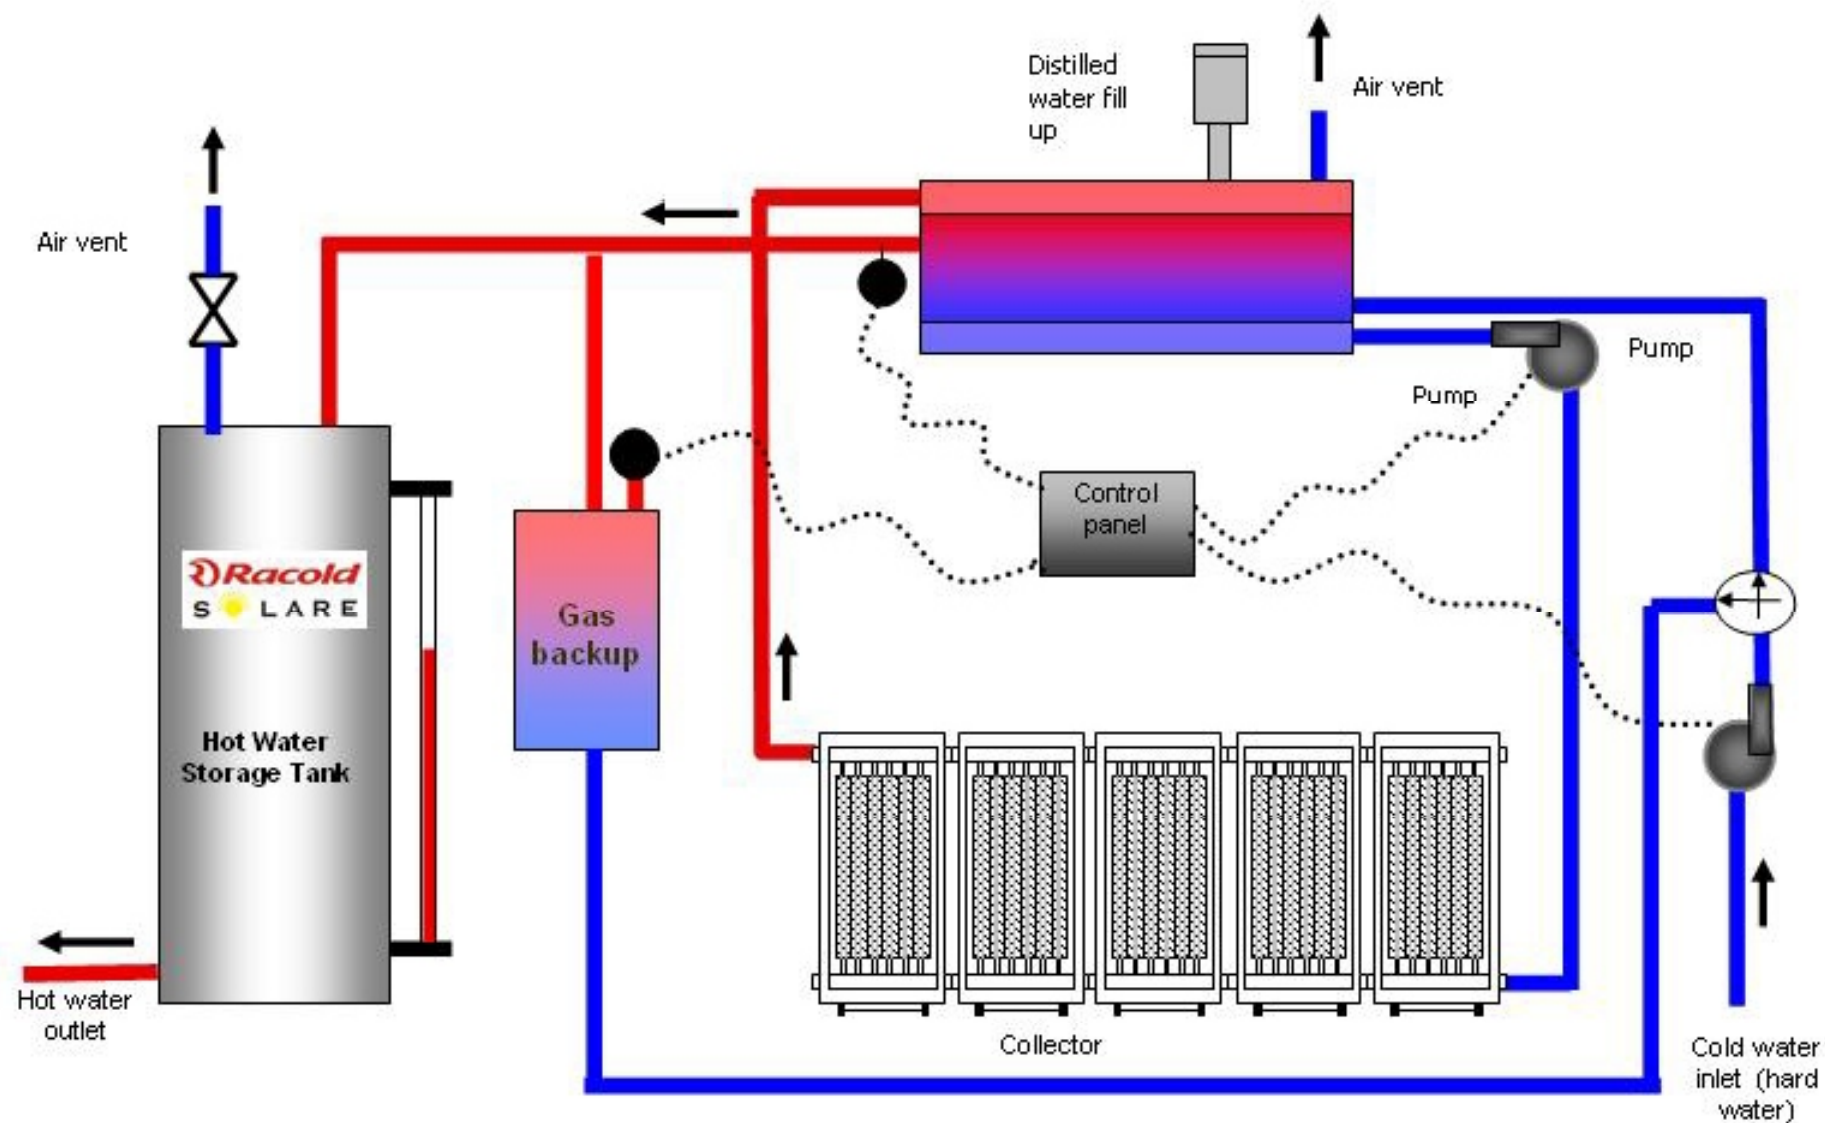 Distilled
water fill
up
Air vent
Air vent
Pump
Pump
Control
panel
Racold
SOLARE
Gas
backup
Hot Water
Storage Tank
Hot water
outlet
Collector
Cold water
inlet (hard
water)